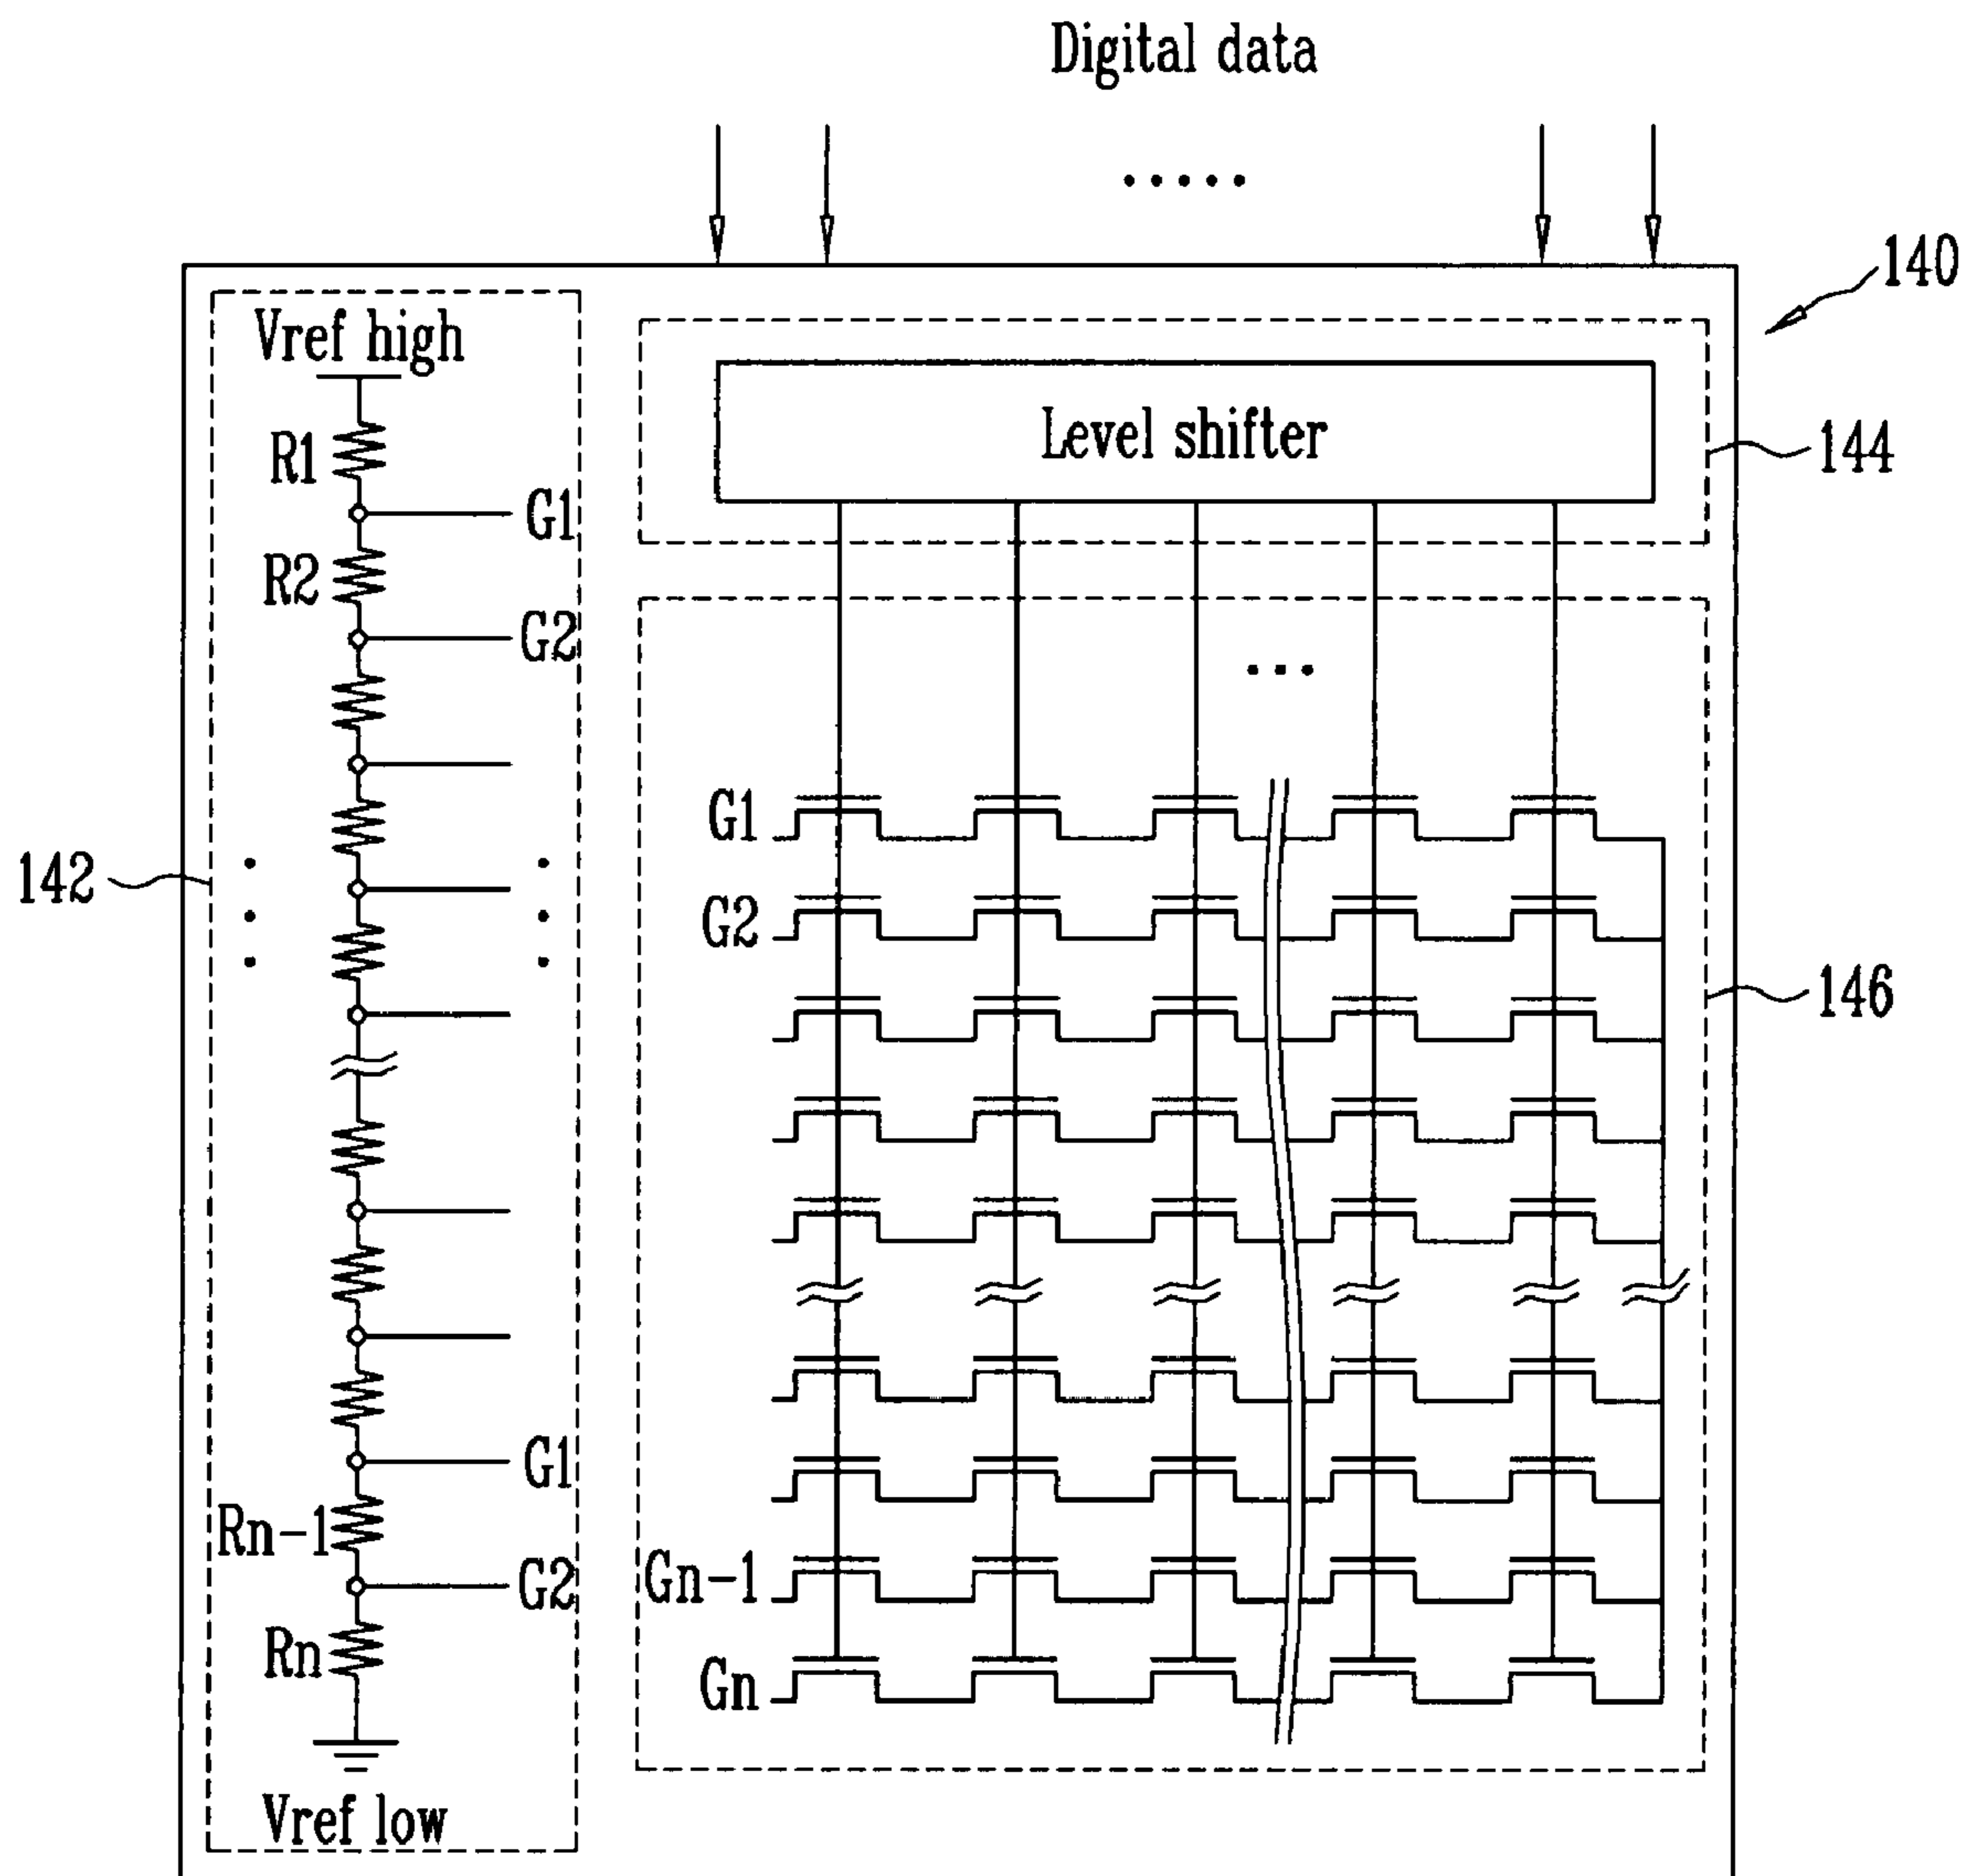 Digital data
140
Vref high
Level shifter
R1
144
G1
R2
G2
G1
142
G2
146
G1
Rn-1
Gn-1
G2
Rn
Gn
Vref low